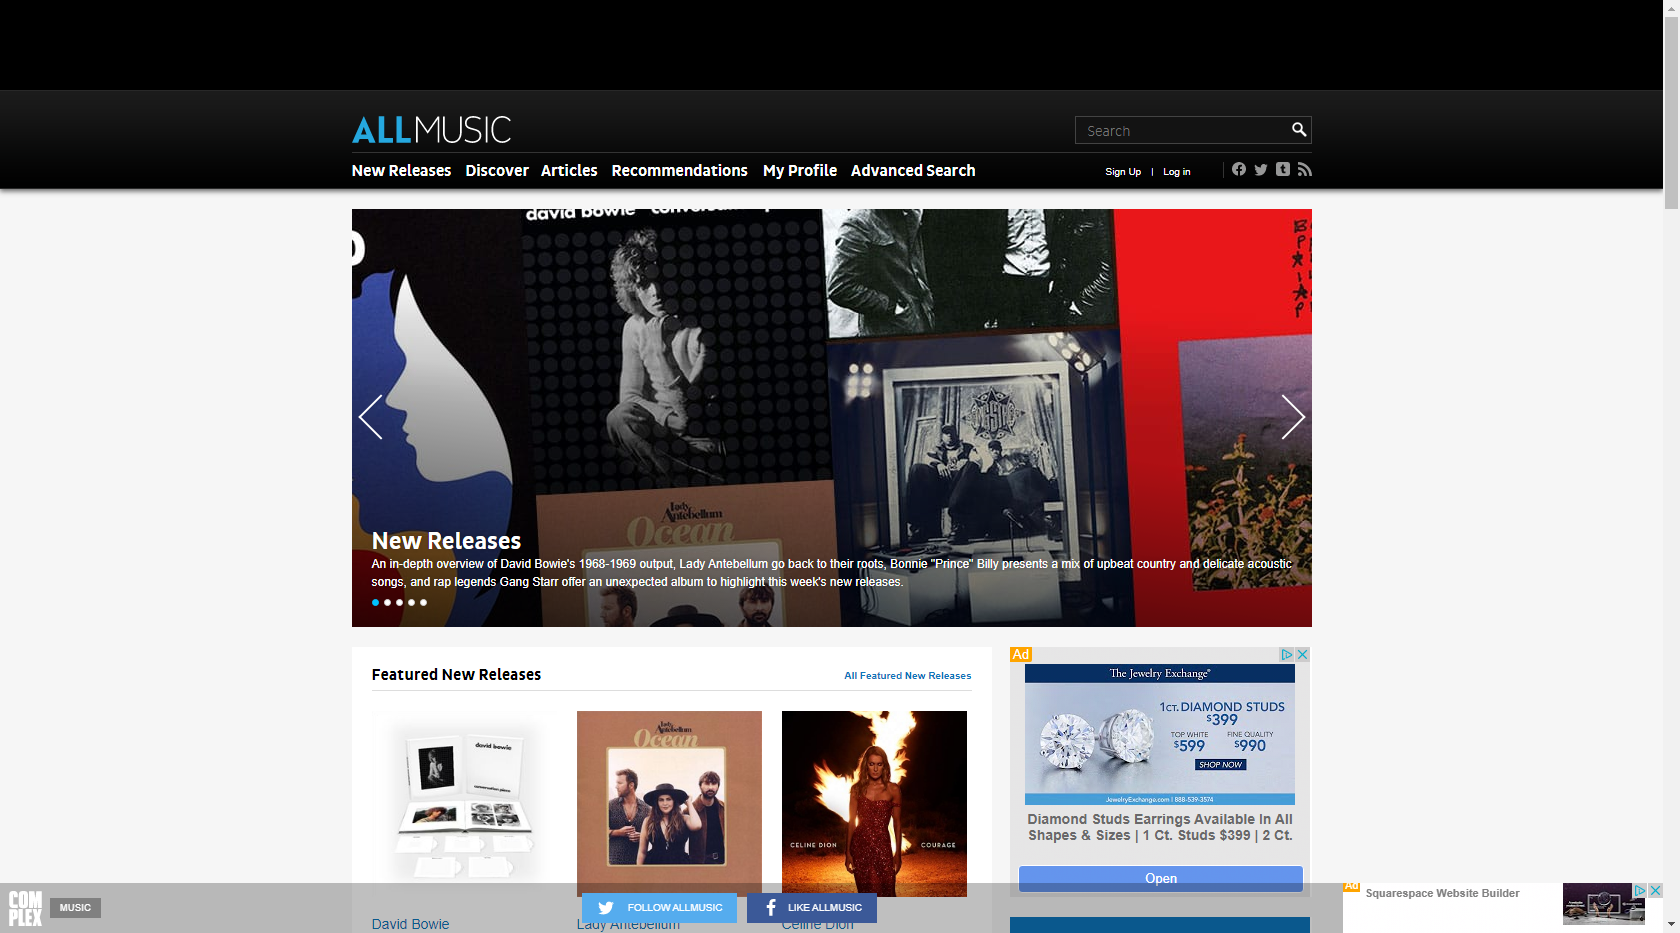 ALLMUSIC
Search
New Releases Discover Articles Recommendations My Profile Advanced Search
Sign Up | Log in
david bowie
Lady Antebellum
Ocean
GANG STARR
New Releases
An in-depth overview of David Bowie's 1968-1969 output, Lady Antebellum go back to their roots, Bonnie "Prince" Billy presents a mix of upbeat country and delicate acoustic
songs, and rap legends Gang Starr offer an unexpected album to highlight this week's new releases.
Featured New Releases
All Featured New Releases
david bowie
david bowie
conversation piece
Lady Antebellum
Ocean
CELINE DION COURAGE
David Bowie
Lady Antebellum
Celine Dion
Ad
The Jewelry Exchange®
1CT. DIAMOND STUDS
$399
TOP WHITE FINE QUALITY
$599 $990
SHOP NOW
JewelryExchange.com | 888-539-3574
Diamond Studs Earrings Available In All
Shapes & Sizes | 1 Ct. Studs $399 | 2 Ct.
Open
COM
PLEX
MUSIC
FOLLOW ALLMUSIC
LIKE ALLMUSIC
Ad
Squarespace Website Builder